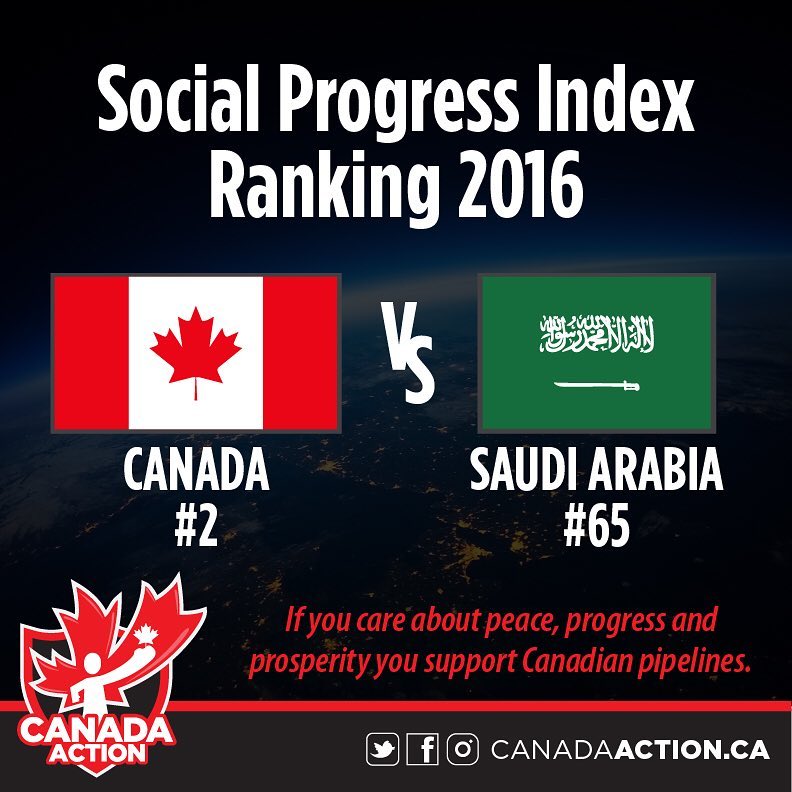 Social Progress Index
Ranking 2016
VS
لا إله إلا الله محمد رسول الله
CANADA
#2
SAUDI ARABIA
#65
If you care about peace, progress and
prosperity you support Canadian pipelines.
CANADA
ACTION
CANADAACTION.CA